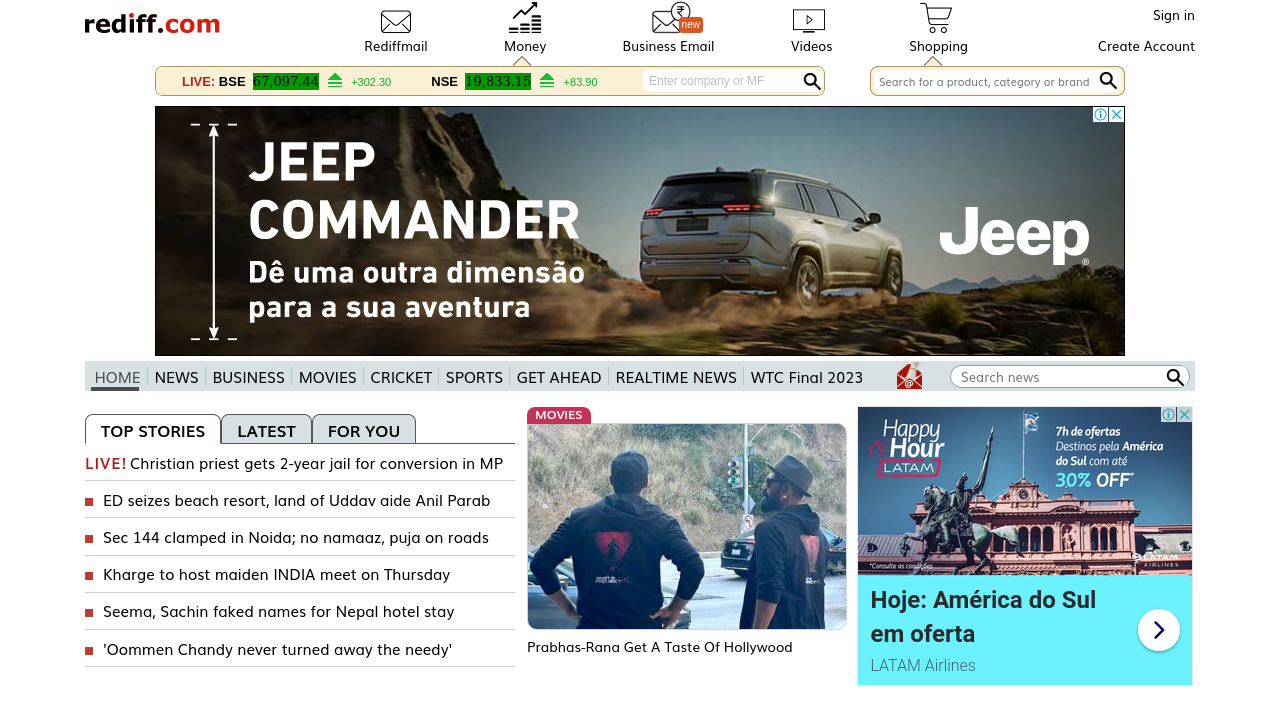 rediff.com
Rediffmail
Money
new
Business Email
Videos
Shopping
Sign in
Create Account
LIVE: BSE 67,097.44 +302.30 NSE 19,833.15 +83.90
Enter company or MF
Search for a product, category or brand
JEEP
COMMANDER
Dê uma outra dimensão
para a sua aventura
Jeep
HOME NEWS BUSINESS MOVIES CRICKET SPORTS GET AHEAD REALTIME NEWS WTC Final 2023
Search news
TOP STORIES LATEST FOR YOU
LIVE! Christian priest gets 2-year jail for conversion in MP
ED seizes beach resort, land of Uddav aide Anil Parab
Sec 144 clamped in Noida; no namaaz, puja on roads
Kharge to host maiden INDIA meet on Thursday
Seema, Sachin faked names for Nepal hotel stay
'Oommen Chandy never turned away the needy'
MOVIES
Prabhas-Rana Get A Taste Of Hollywood
Happy
Hour
LATAM
7h de ofertas
Destinos pela América
do Sul com até
30% OFF*
*Consulte as condições
LATAM
AIRLINES
Hoje: América do Sul
em oferta
LATAM Airlines